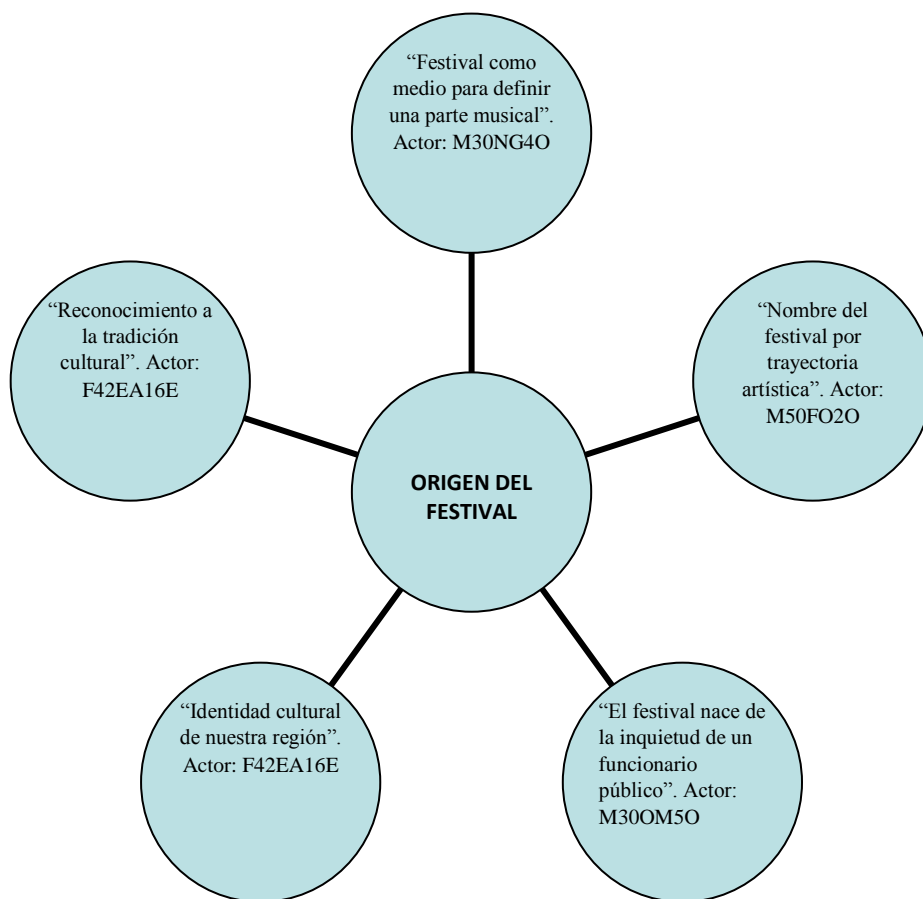 “Festival como
medio para definir
una parte musical”.
Actor: M30NG4O
“Reconocimiento a
la tradición
cultural”. Actor:
F42EA16E
“Nombre del
festival por
trayectoria
artística”. Actor:
M50FO2O
ORIGEN DEL
FESTIVAL
“Identidad cultural
de nuestra región”.
Actor: F42EA16E
“El festival nace de
la inquietud de un
funcionario
público”. Actor:
M30OM5O